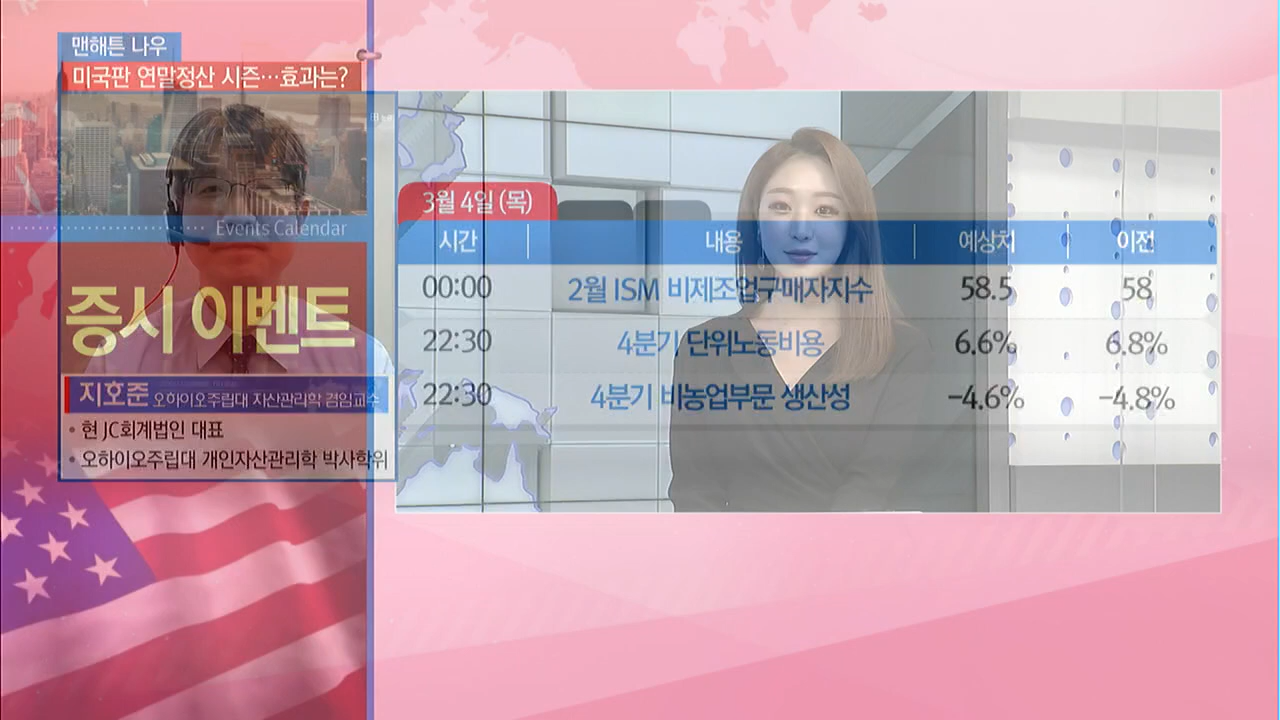 맨해튼 나우
미국판 연말정산 시즌…효과는?
Events Calendar
증시 이벤트
지호준 오하이오주립대 자산관리학 겸임교수
• 현 JC회계법인 대표
• 오하이오주립대 개인자산관리학 박사학위
3월 4일 (목)
시간 내용 예상치 이전
00:00 2월 ISM 비제조업구매자지수 58.5 58
22:30 4분기 단위노동비용 6.6% 6.8%
22:30 4분기 비농업부문 생산성 -4.6% -4.8%